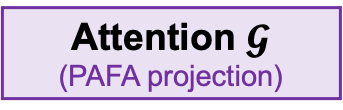 Attention 𝓖
(PAFA projection)